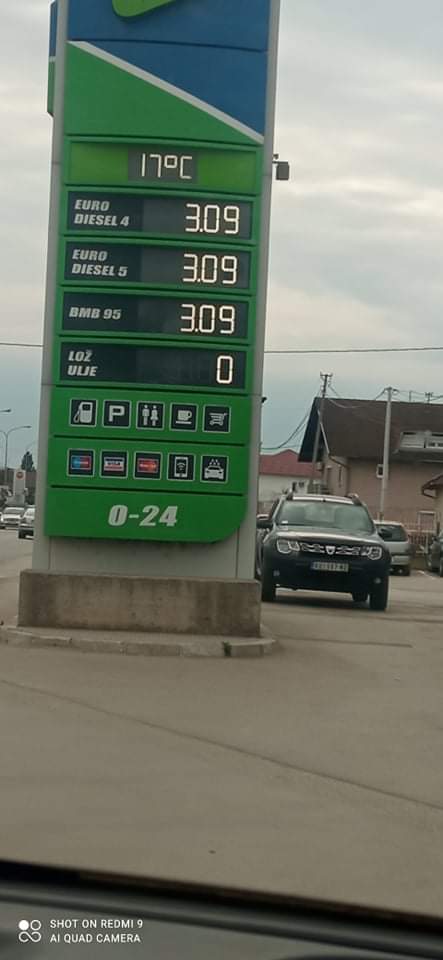 17°C
EURO
DIESEL 4 3.09
EURO
DIESEL 5 3.09
BMB 95 3.09
LOŽ
ULJE 0
P
VISA
0-24
SHOT ON REDMI 9
AI QUAD CAMERA